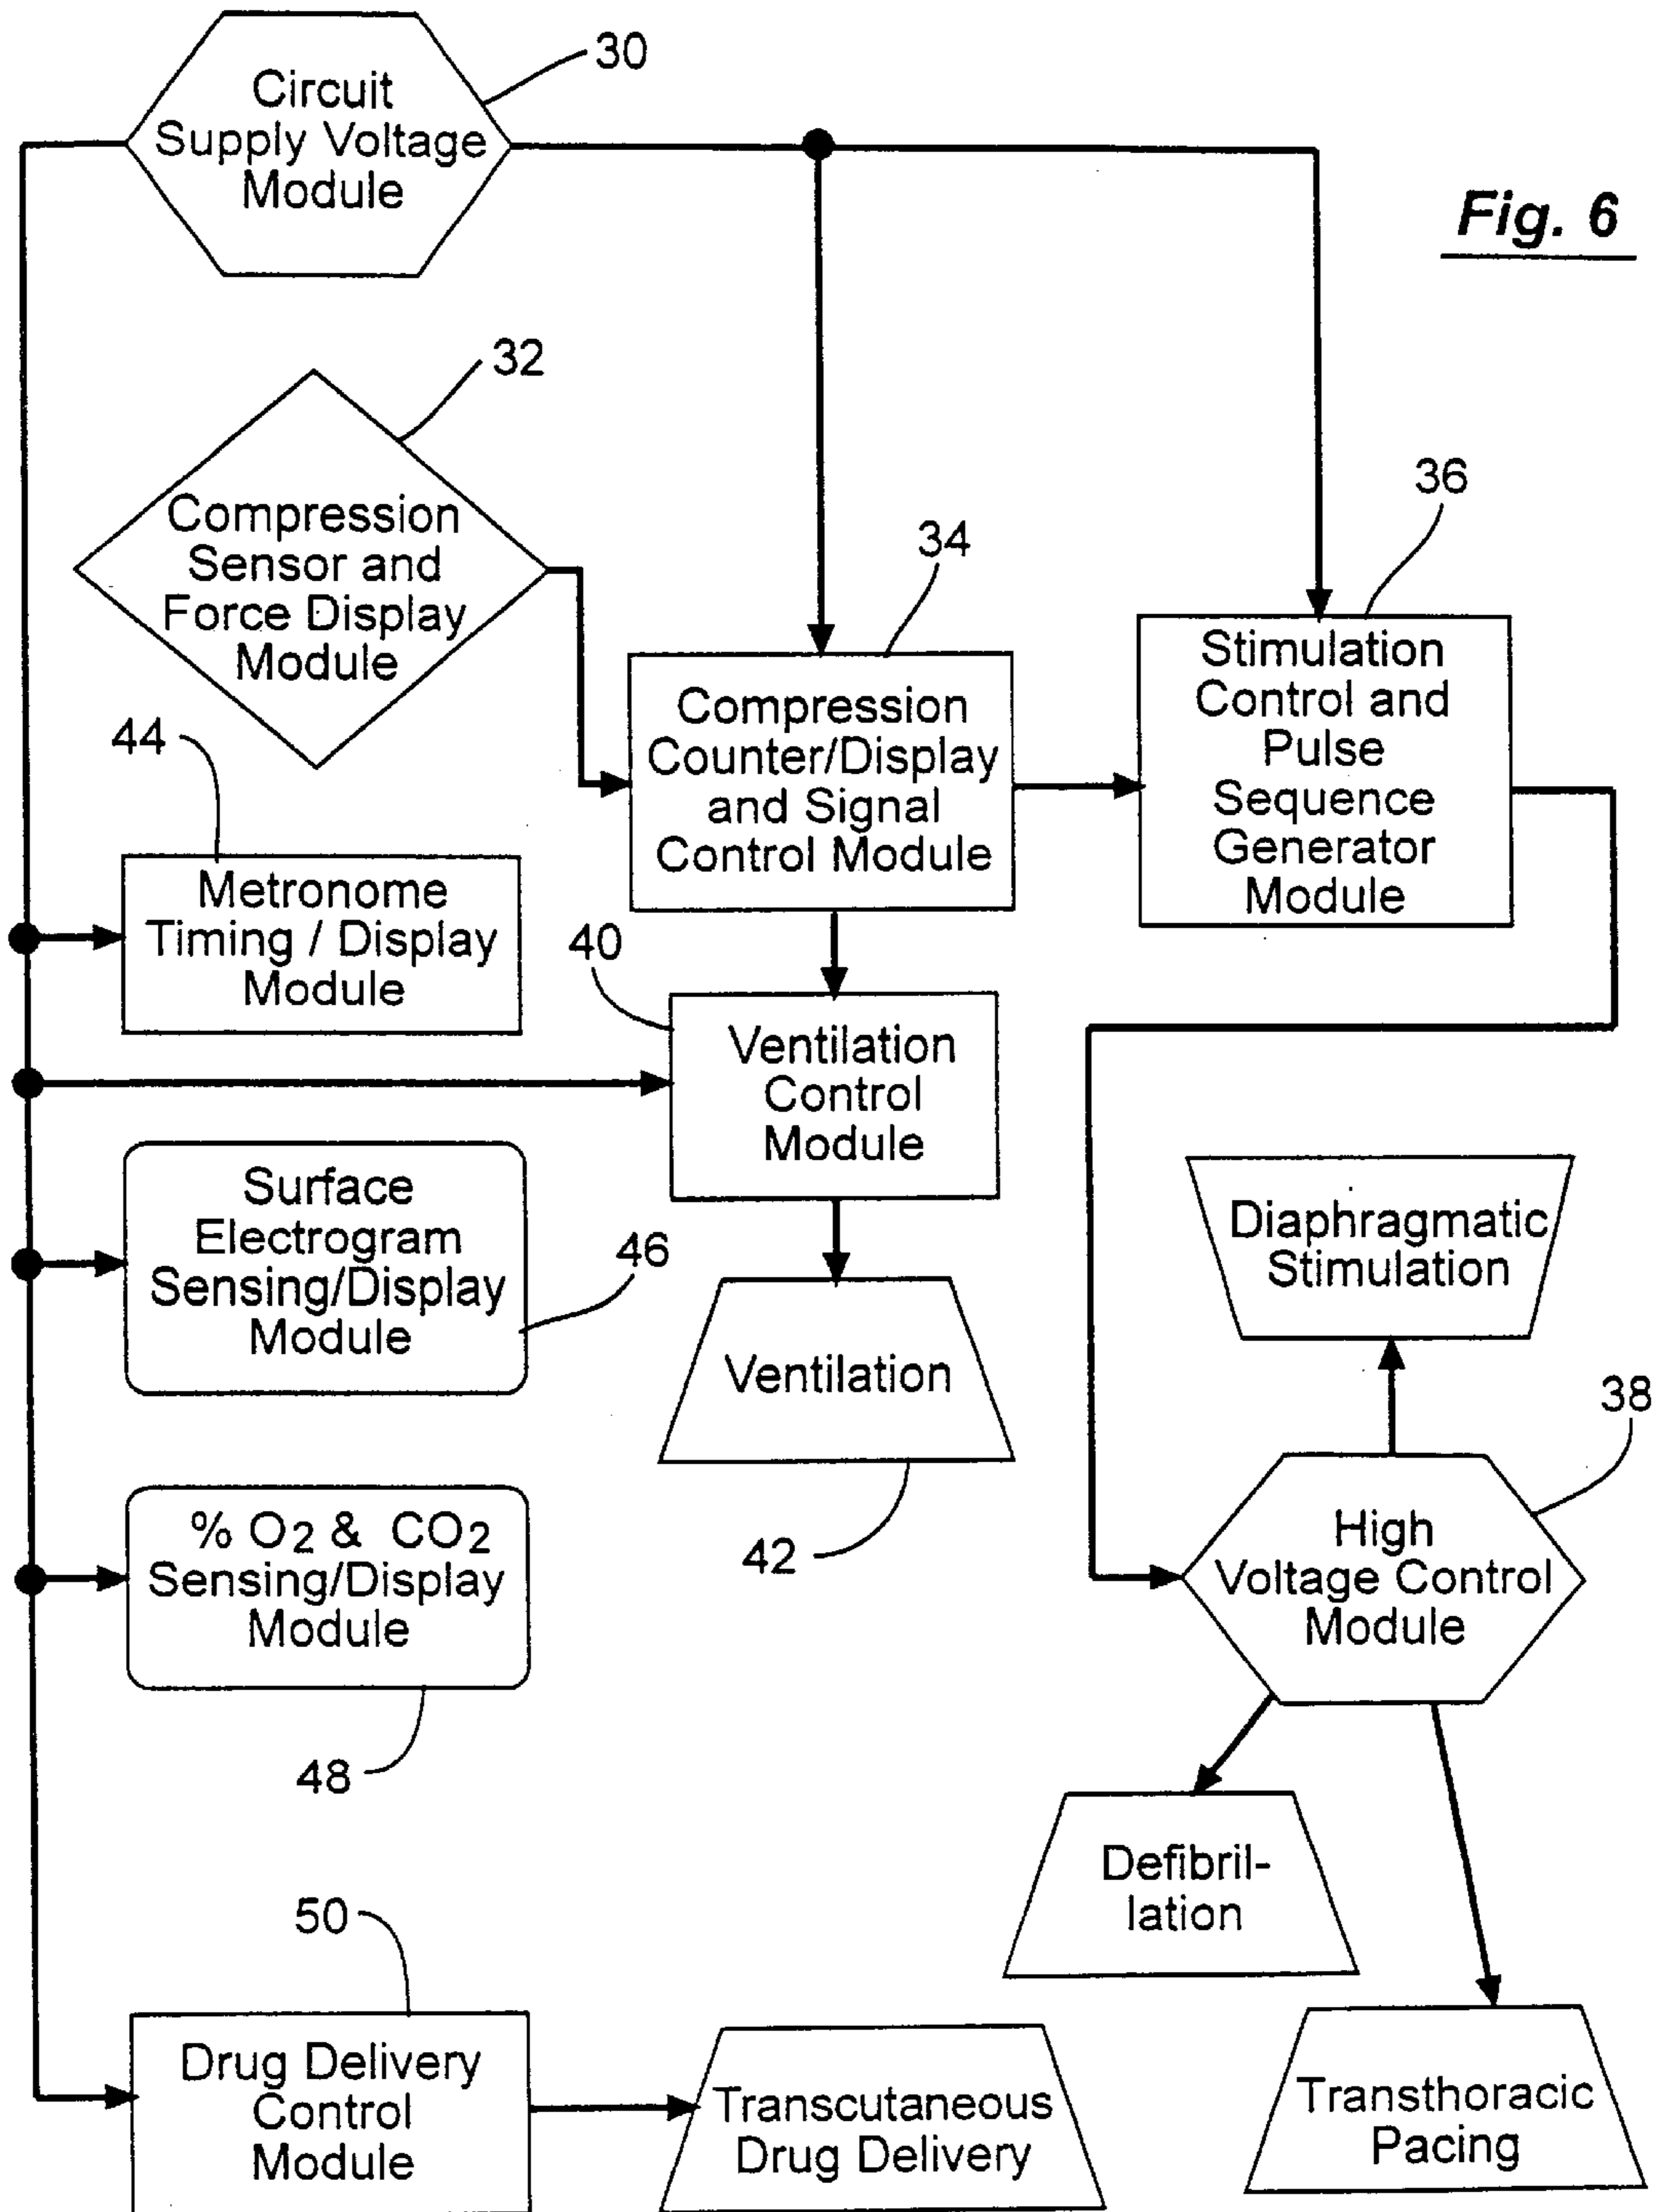 Circuit
Supply Voltage
Module
30
Fig. 6
32
Compression
Sensor and
Force Display
Module
34
Compression
Counter/Display
and Signal
Control Module
36
Stimulation
Control and
Pulse
Sequence
Generator
Module
44
Metronome
Timing / Display
Module
40
Ventilation
Control
Module
Surface
Electrogram
Sensing/Display
Module
46
Ventilation
42
Diaphragmatic
Stimulation
38
High
Voltage Control
Module
% O2 & CO2
Sensing/Display
Module
48
Defibril-
lation
50
Drug Delivery
Control
Module
Transcutaneous
Drug Delivery
Transthoracic
Pacing